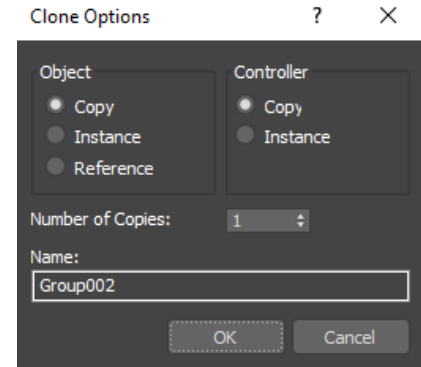 Clone Options ? ×
Object
Copy
Instance
Reference
Controller
Copy
Instance
Number of Copies: 1
Name:
Group002
OK Cancel